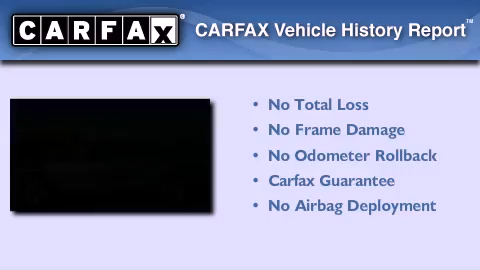 CARFAX® CARFAX Vehicle History Report™
• No Total Loss
• No Frame Damage
• No Odometer Rollback
• Carfax Guarantee
• No Airbag Deployment